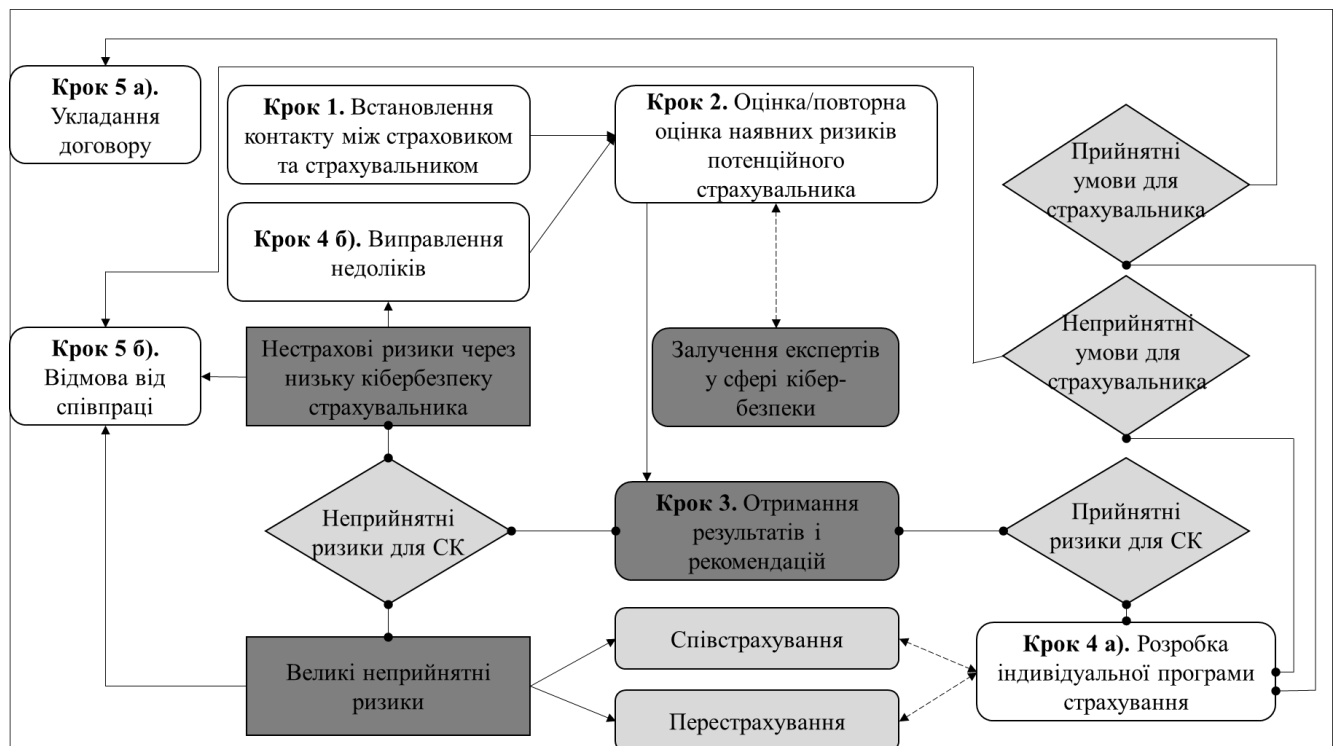 Крок 5 а).
Укладання
договору
Крок 1. Встановлення
контакту між страховиком
та страхувальником
Крок 2. Оцінка/повторна
оцінка наявних ризиків
потенційного
страхувальника
Прийнятні
умови для
страхувальника
Крок 4 б). Виправлення
недоліків
Крок 5 б).
Відмова від
співпраці
Нестрахові ризики через
низьку кібербезпеку
страхувальника
Залучення експертів
у сфері кібер-
безпеки
Неприйнятні
умови для
страхувальника
Неприйнятні
ризики для СК
Крок 3. Отримання
результатів і
рекомендацій
Прийнятні
ризики для СК
Великі неприйнятні
ризики
Співстрахування
Перестрахування
Крок 4 а). Розробка
індивідуальної програми
страхування